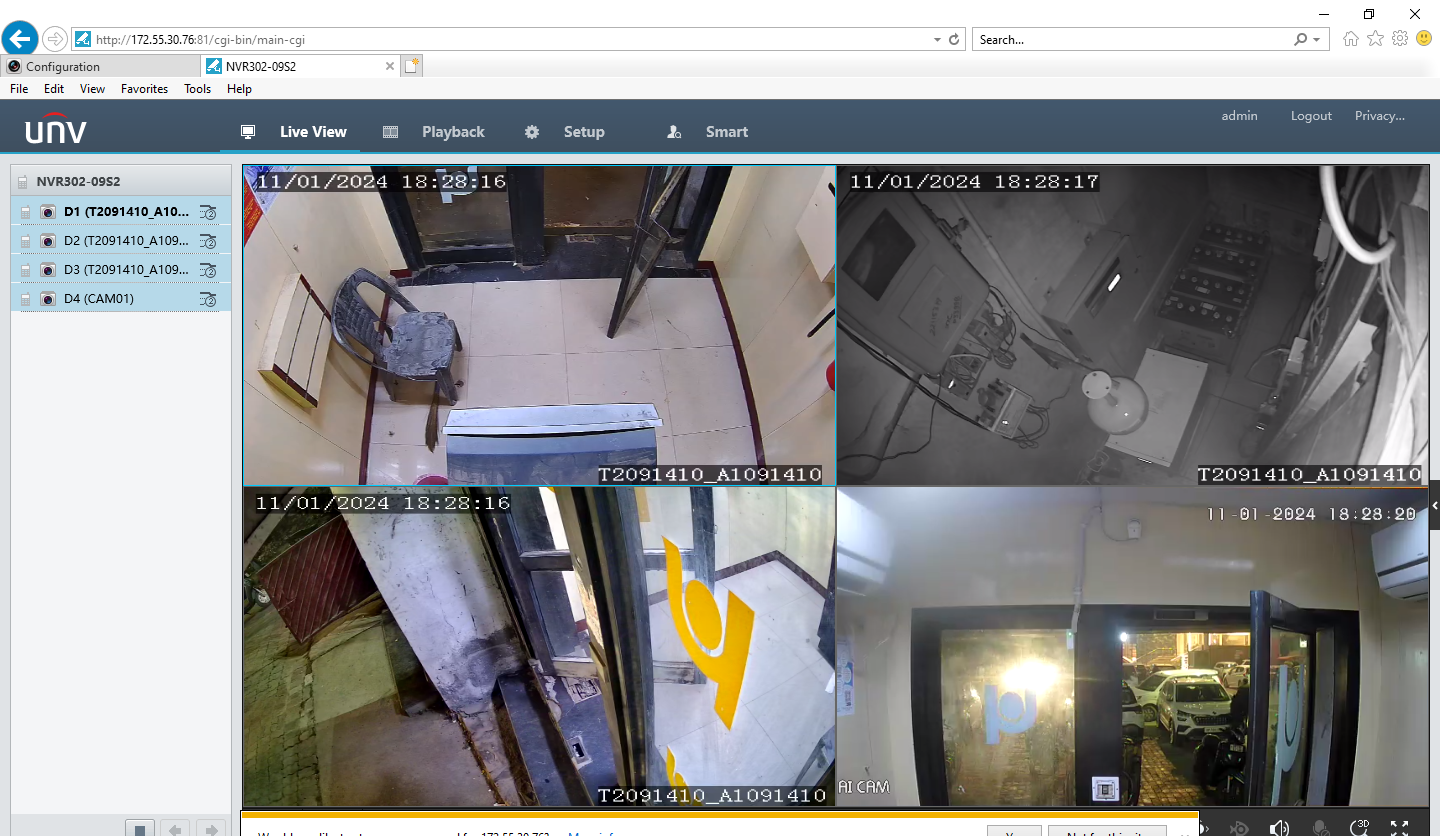 http://172.55.30.76:81/cgi-bin/main-cgi
Search...
Configuration
NVR302-09S2
File Edit View Favorites Tools Help
unv
Live View
Playback
Setup
Smart
admin
Logout
Privacy...
NVR302-09S2
D1 (T2091410_A10...
D2 (T2091410_A109...
D3 (T2091410_A109...
D4 (CAM01)
11/01/2024 18:28:16
T2091410_A1091410
11/01/2024 18:28:17
T2091410_A1091410
11/01/2024 18:28:16
T2091410_A1091410
11-01-2024 18:28:20
AI CAM
3D